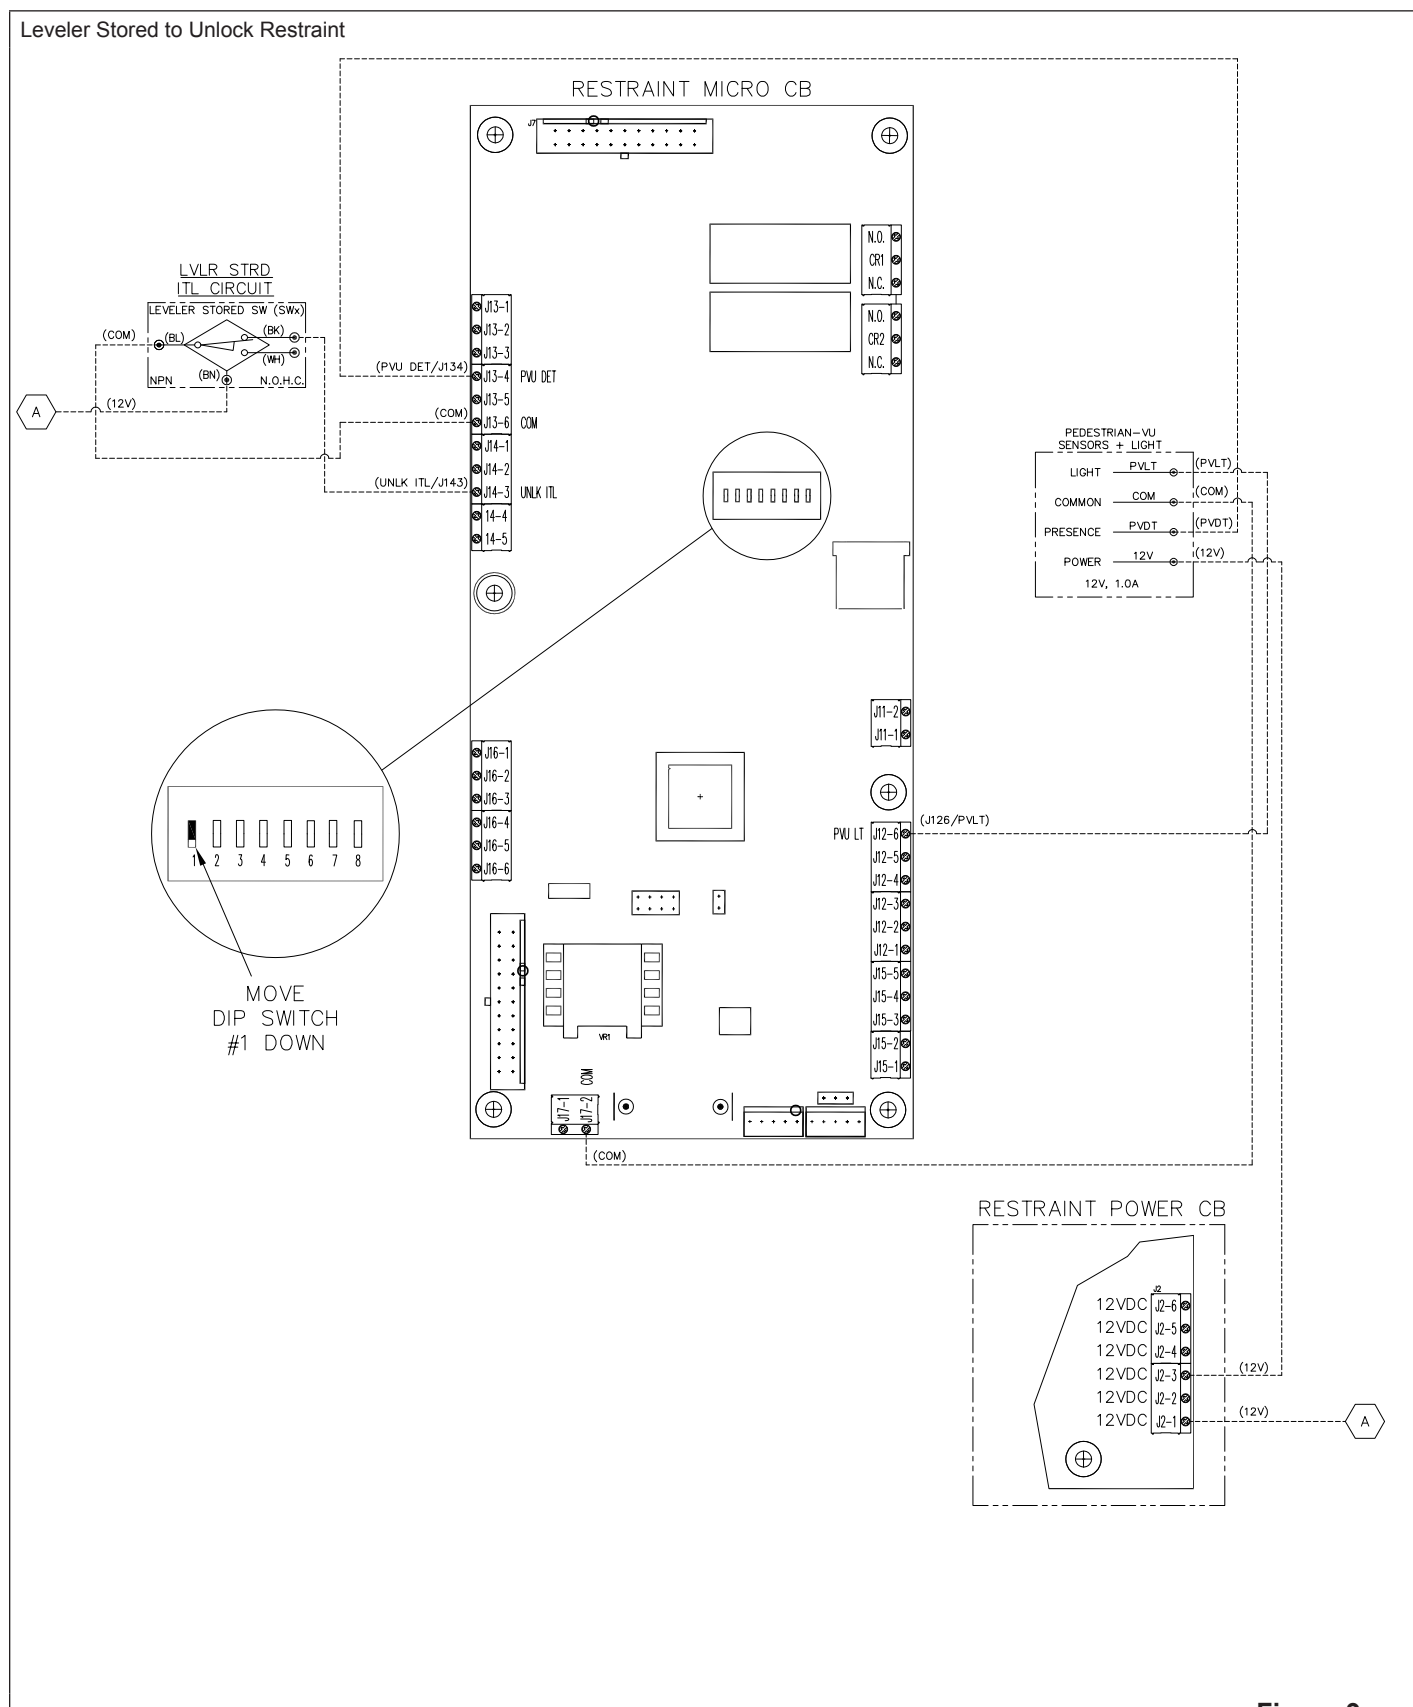 Leveler Stored to Unlock Restraint
RESTRAINT MICRO CB
J7
N.O.
CR1
N.C.
N.O.
CR2
N.C.
LVLR STRD
ITL CIRCUIT
LEVELER STORED SW (SWx)
(COM)
(BL)
(BK)
(WH)
(BN)
NPN
N.O.H.C.
A
(12V)
J13-1
J13-2
J13-3
(PVU DET/J134)
J13-4 PVU DET
J13-5
(COM)
J13-6 COM
J14-1
J14-2
(UNLK ITL/J143)
J14-3 UNLK ITL
14-4
14-5
PEDESTRIAN-VU
SENSORS + LIGHT
LIGHT PVLT (PVLT)
COMMON COM (COM)
PRESENCE PVDT (PVDT)
POWER 12V (12V)
12V, 1.0A
J11-2
J11-1
J16-1
J16-2
J16-3
J16-4
J16-5
J16-6
1 2 3 4 5 6 7 8
MOVE
DIP SWITCH
#1 DOWN
(J126/PVLT)
PVU LT J12-6
J12-5
J12-4
J12-3
J12-2
J12-1
J15-5
J15-4
J15-3
J15-2
J15-1
VR1
COM
J17-1
J17-2
(COM)
RESTRAINT POWER CB
J2
12VDC J2-6
12VDC J2-5
12VDC J2-4
12VDC J2-3 (12V)
12VDC J2-2
12VDC J2-1 (12V)
A